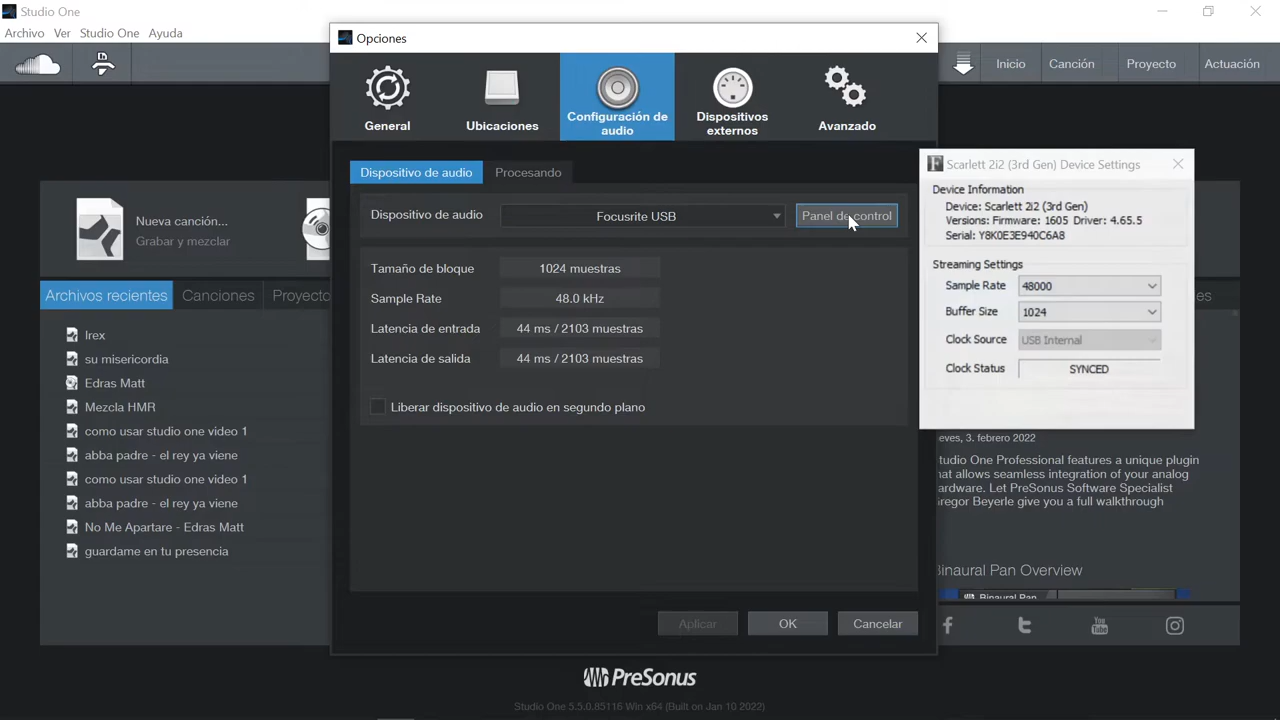 Studio One
Archivo Ver Studio One Ayuda
Opciones
Inicio Canción Proyecto Actuación
General
Ubicaciones
Configuración de
audio
Dispositivos
externos
Avanzado
Dispositivo de audio Procesando
Dispositivo de audio Focusrite USB Panel de control
Tamaño de bloque 1024 muestras
Sample Rate 48.0 kHz
Latencia de entrada 44 ms / 2103 muestras
Latencia de salida 44 ms / 2103 muestras
Liberar dispositivo de audio en segundo plano
Aplicar OK Cancelar
Scarlett 2i2 (3rd Gen) Device Settings
Device Information
Device: Scarlett 2i2 (3rd Gen)
Versions: Firmware: 1605 Driver: 4.65.5
Serial: Y8K0E3E940C6A8
Streaming Settings
Sample Rate 48000
Buffer Size 1024
Clock Source USB Internal
Clock Status SYNCED
Nueva canción...
Grabar y mezclar
Archivos recientes Canciones Proyecto
Irex
su misericordia
Edras Matt
Mezcla HMR
como usar studio one video 1
abba padre - el rey ya viene
como usar studio one video 1
abba padre - el rey ya viene
No Me Apartare - Edras Matt
guardame en tu presencia
es
eves, 3. febrero 2022
tudio One Professional features a unique plugin
hat allows seamless integration of your analog
ardware. Let PreSonus Software Specialist
Gregor Beyerle give you a full walkthrough
Binaural Pan Overview
Binaural Pan
You
Tube
PreSonus
Studio One 5.5.0.85116 Win x64 (Built on Jan 10 2022)